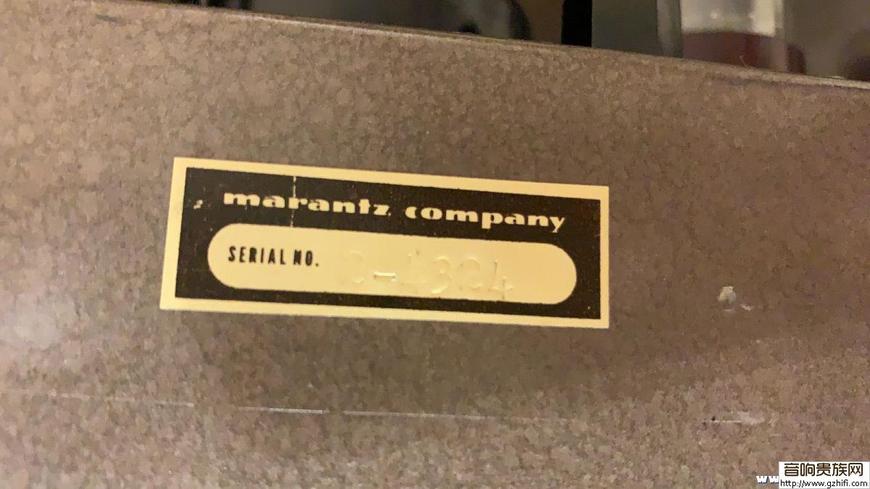 marantz company
SERIAL NO.
音响贵族网
http://www.gzhifi.com